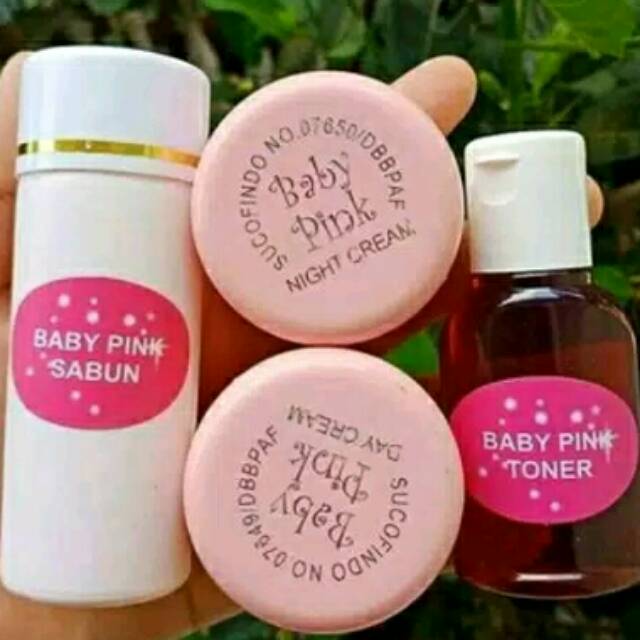 BABY PINK
SABUN
SUCOFINDO NO.07650/DBBPAF
Baby
Pink
NIGHT CREAM
SUCOFINDO NO 07649/DBBPAF
Baby
Pink
DAY CREAM
BABY PINK
TONER